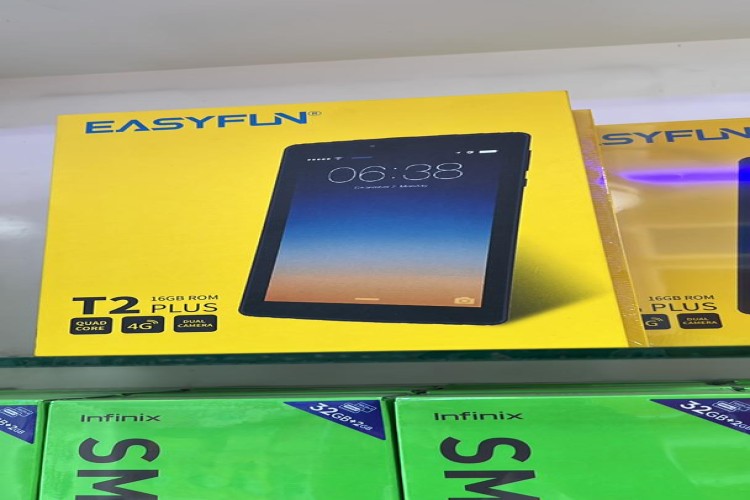 EASYFUN®
06:38
T2 16GB ROM
PLUS
QUAD CORE
4G
DUAL CAMERA
EASYFUN
16GB ROM
PLUS
G
DUAL CAMERA
Infinix
32GB+2GB
SM
Infinix
32GB+2GB
SM